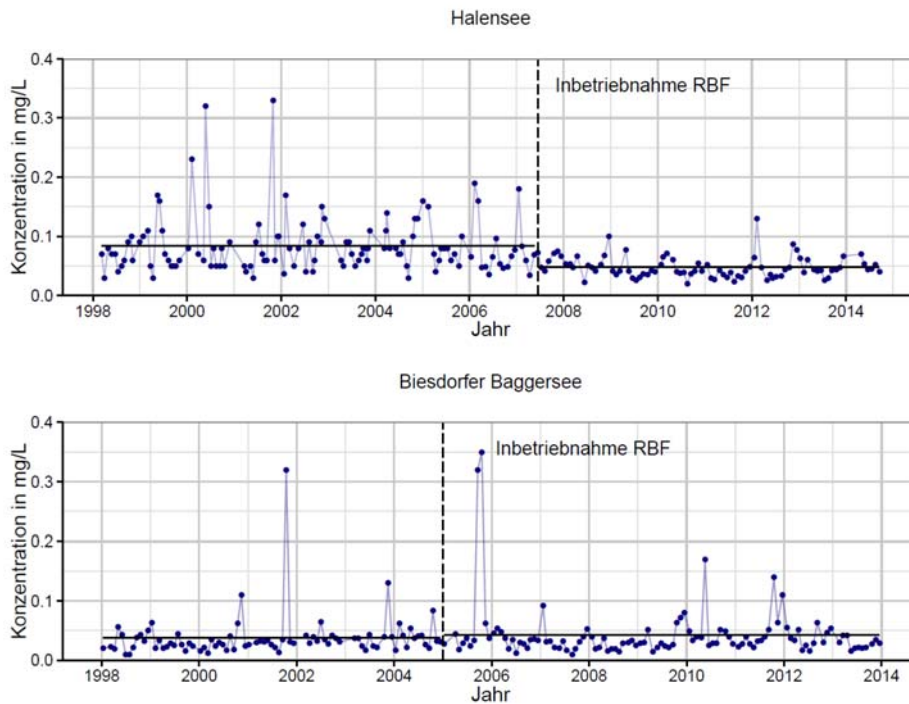 Halensee
Konzentration in mg/L
0.4
0.3
0.2
0.1
0.0
Inbetriebnahme RBF
1998 2000 2002 2004 2006 2008 2010 2012 2014
Jahr
Biesdorfer Baggersee
Konzentration in mg/L
0.4
0.3
0.2
0.1
0.0
Inbetriebnahme RBF
1998 2000 2002 2004 2006 2008 2010 2012 2014
Jahr